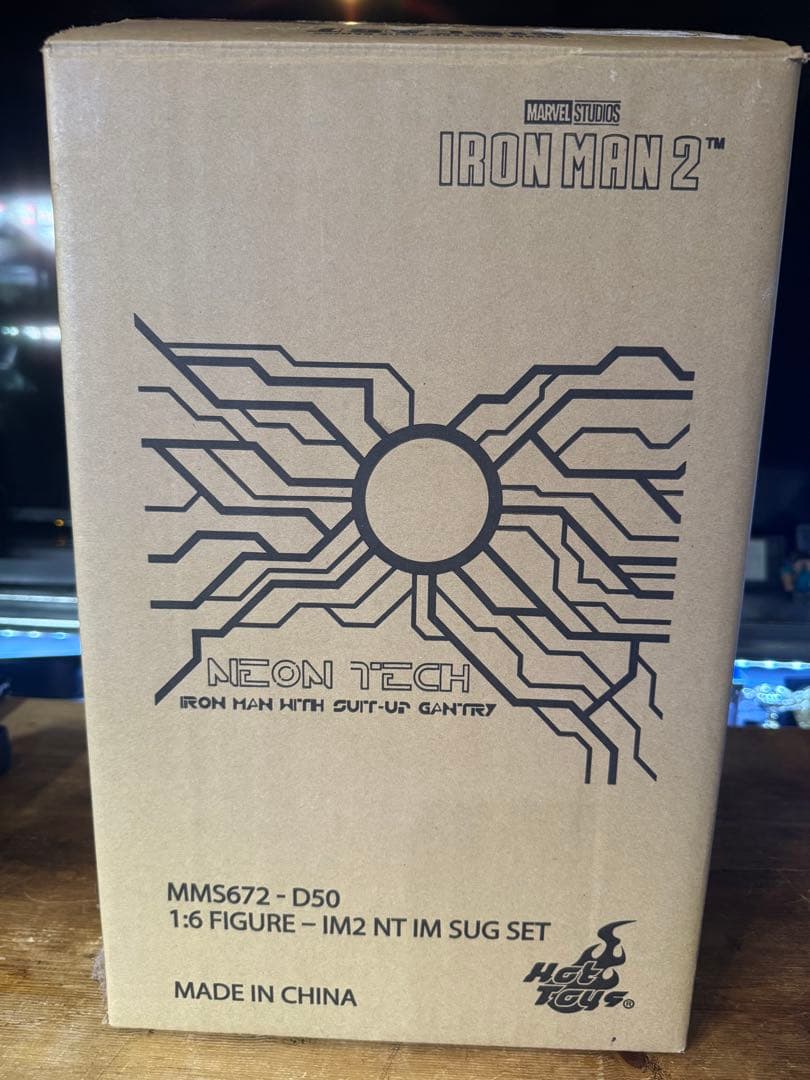 MARVEL STUDIOS
IRON MAN 2™
NEON TECH
IRON MAN WITH SUIT-UP GANTRY
MMS672 - D50
1:6 FIGURE – IM2 NT IM SUG SET
Hot
Toys®
MADE IN CHINA